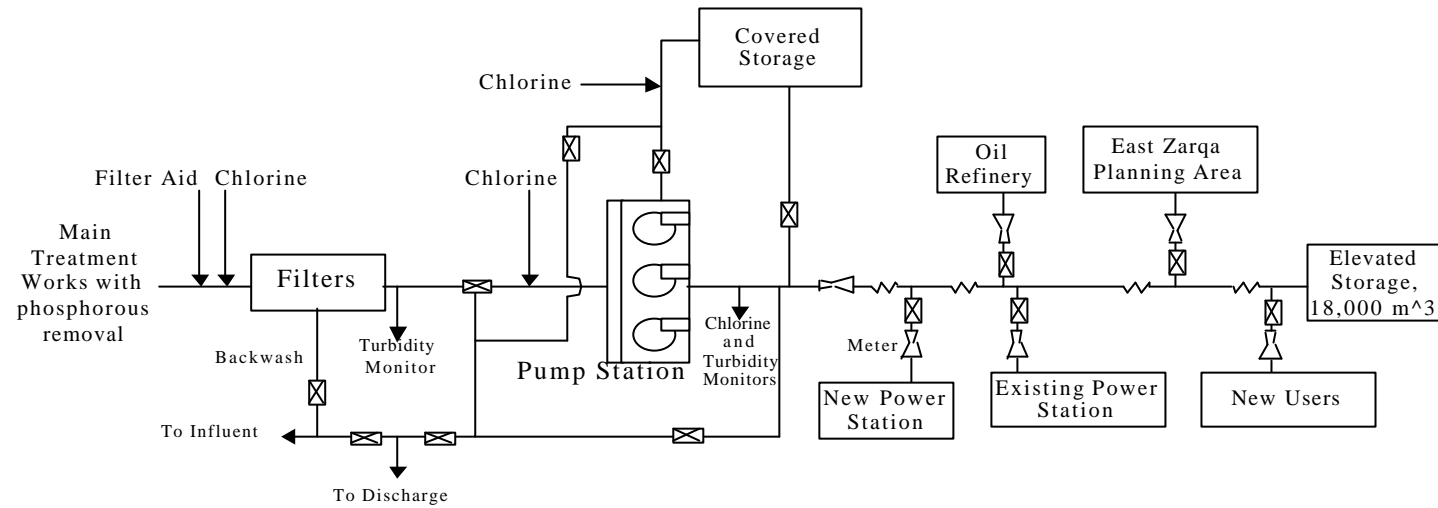 Covered
Storage
Chlorine
Oil
Refinery
East Zarqa
Planning Area
Filter Aid Chlorine
Chlorine
Main
Treatment
Works with
phosphorous
removal
Filters
Elevated
Storage,
18,000 m^3
Backwash
Turbidity
Monitor
Pump Station
Chlorine
and
Turbidity
Monitors
Meter
New Power
Station
Existing Power
Station
New Users
To Influent
To Discharge